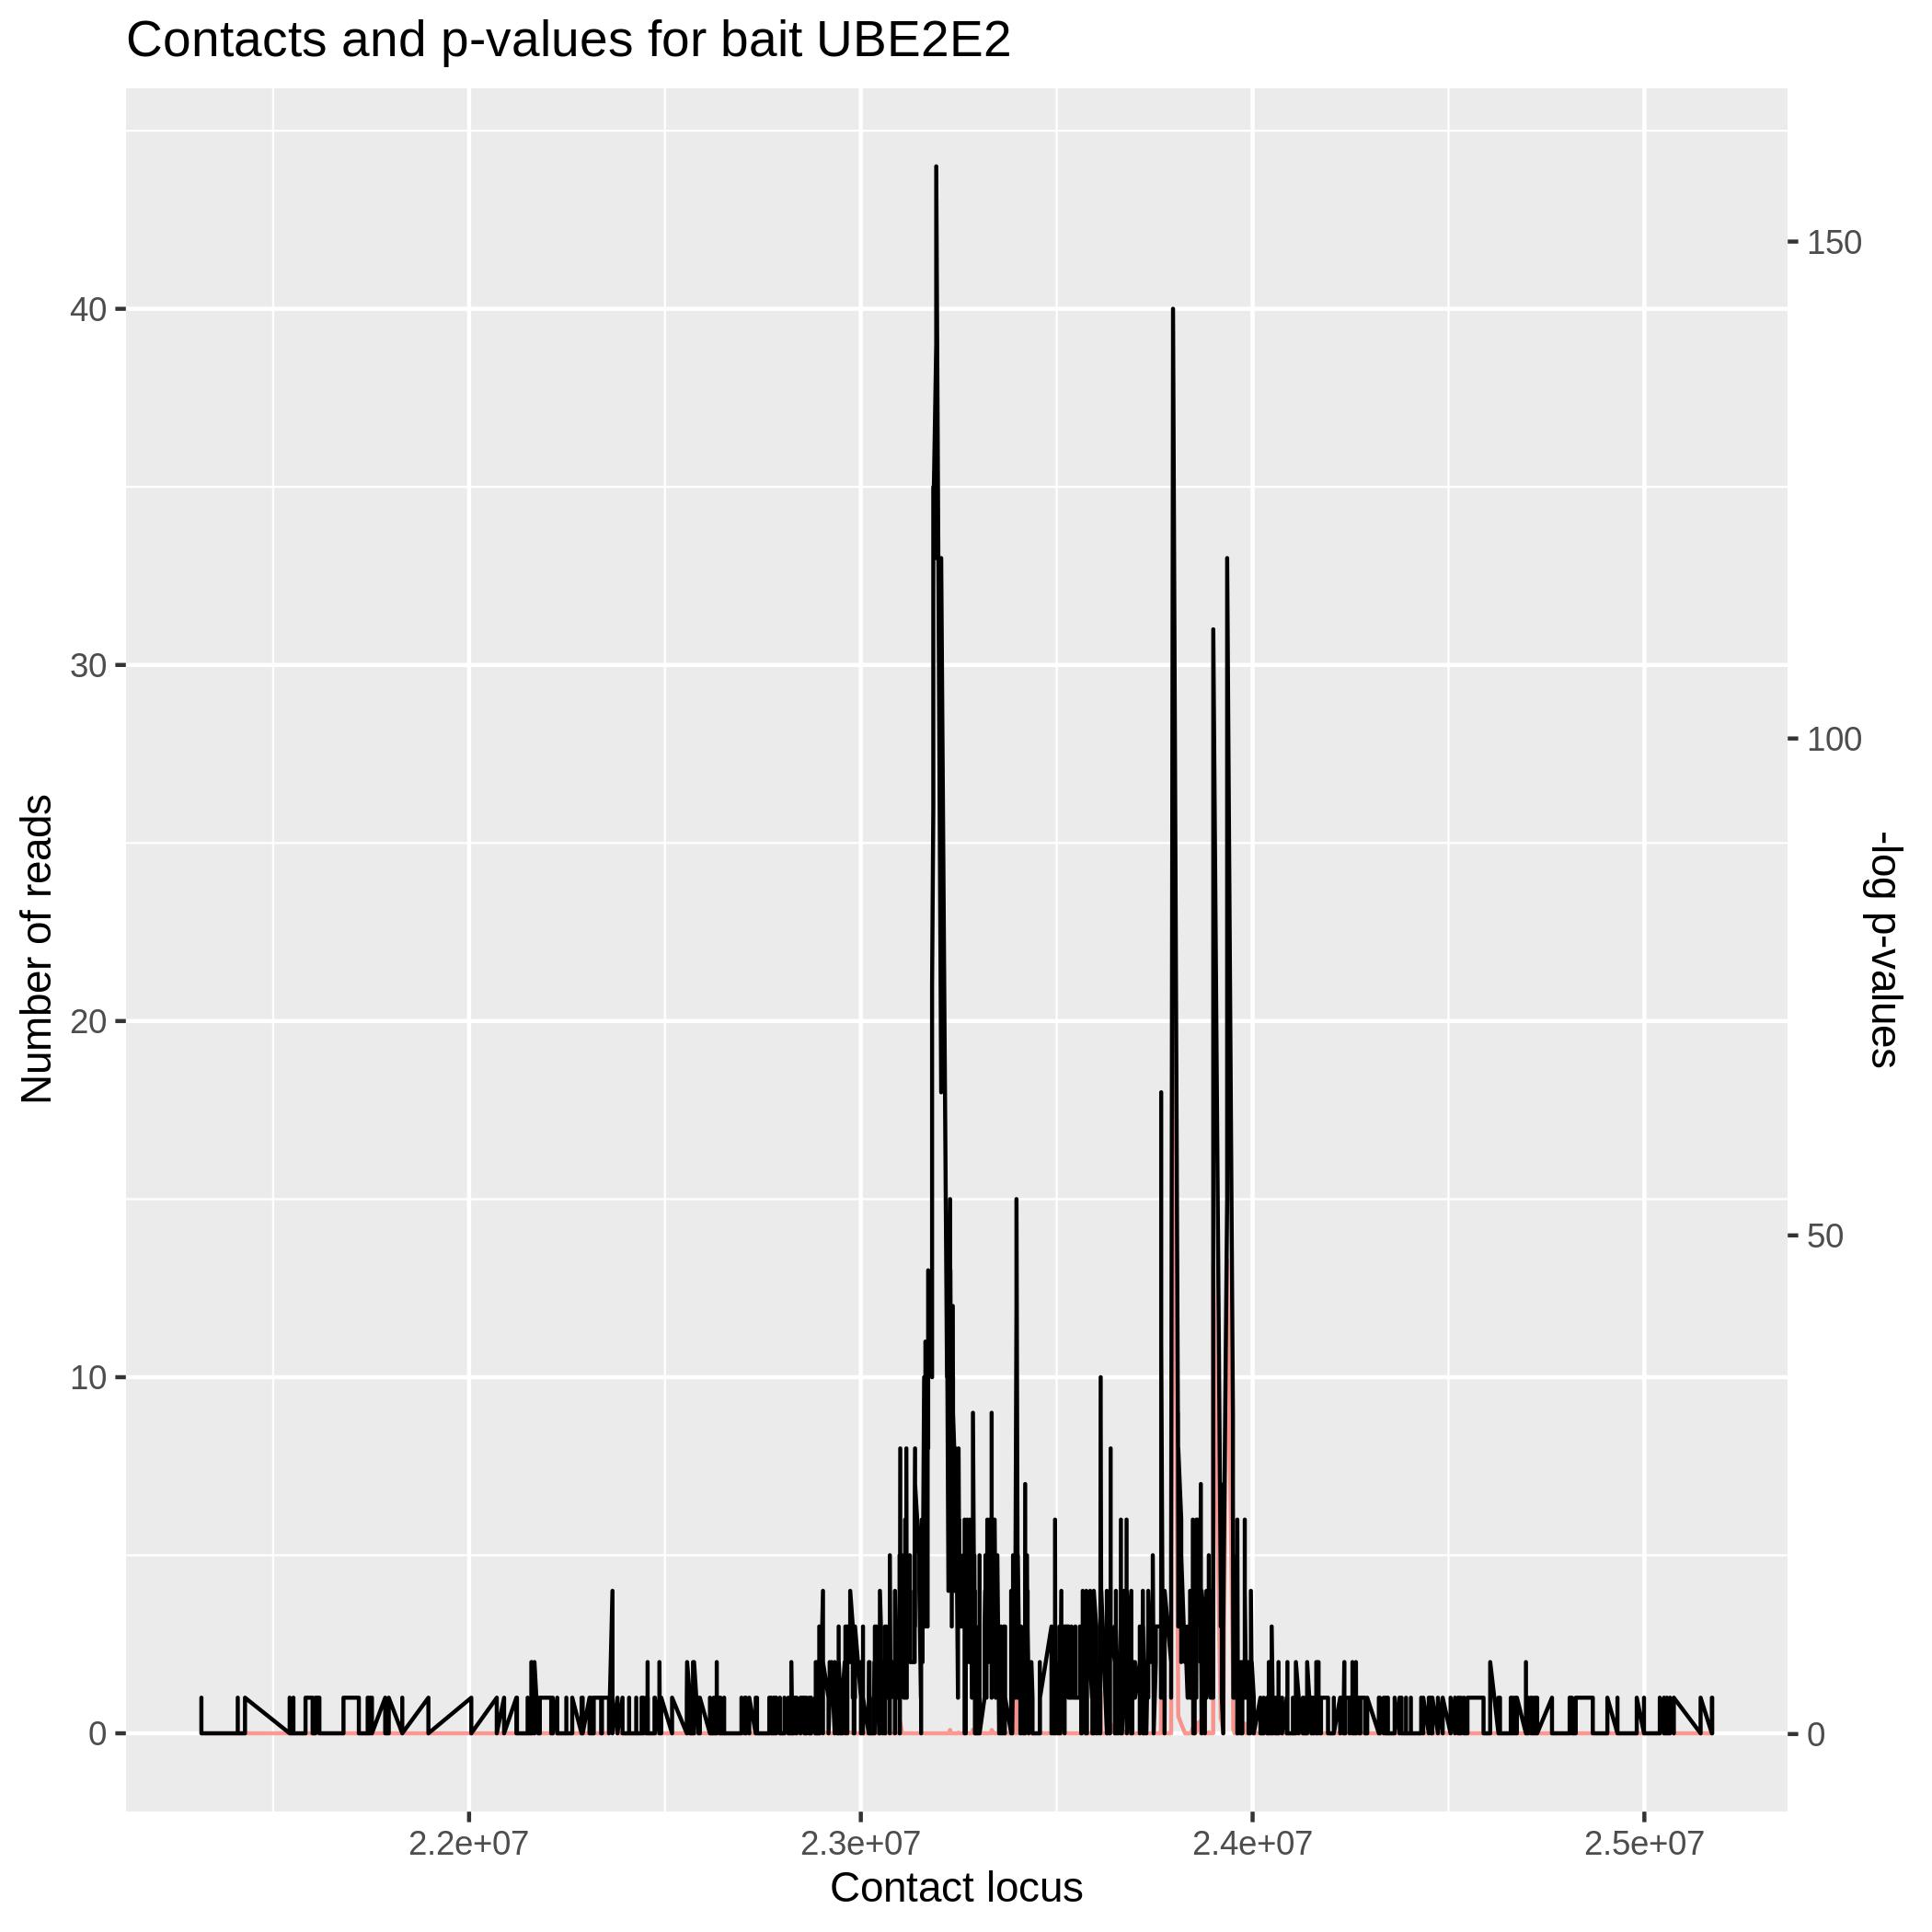 Contacts and p-values for bait UBE2E2
40
30
20
10
0
Number of reads
150
100
50
0
-log p-values
2.2e+07
2.3e+07
2.4e+07
2.5e+07
Contact locus